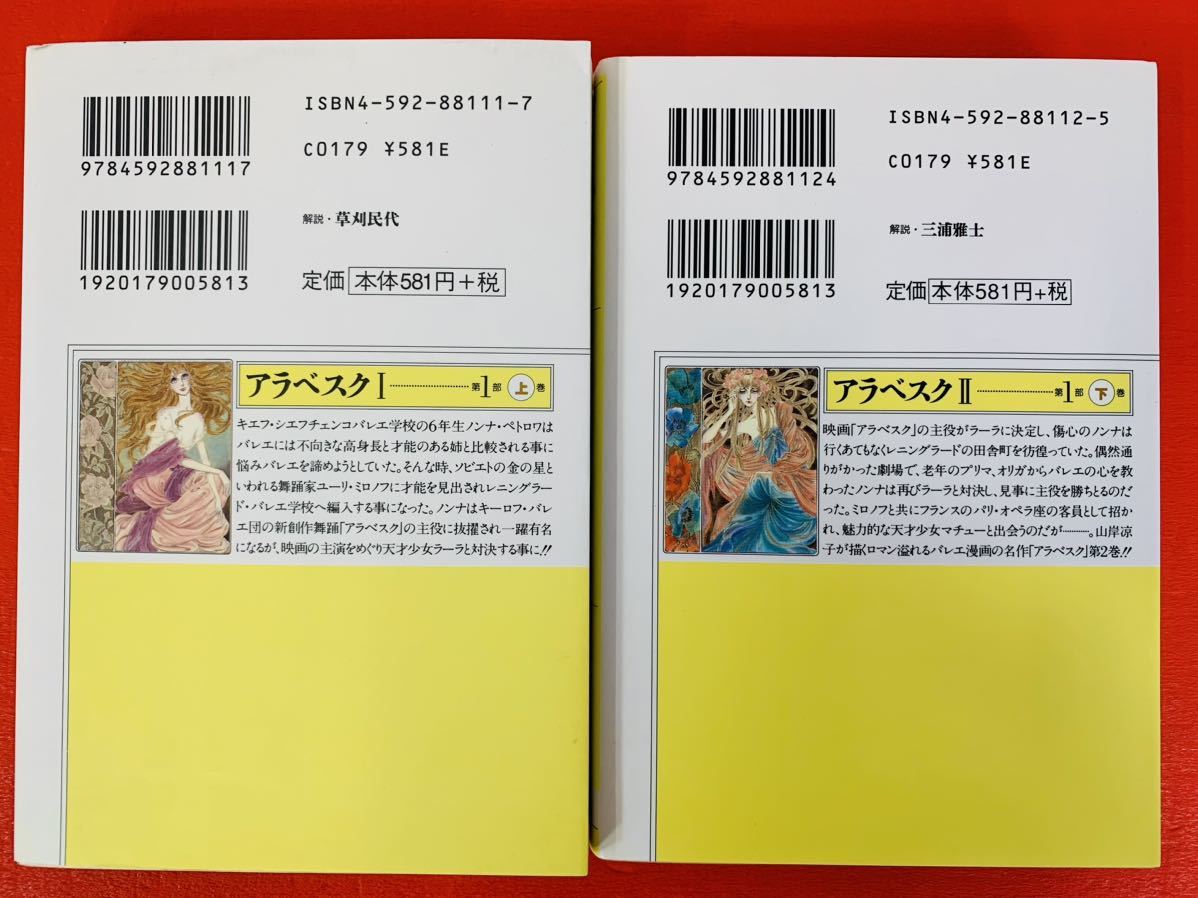 ISBN4-592-88111-7
C0179 ¥581E
9784592881117
1920179005813
解説・草刈民代
定価 本体581円+税
アラベスクⅠ…………第1部 上巻
キエフ・シエフチェンコバレエ学校の6年生ノンナ・ペトロワは
バレエには不向きな高身長と才能のある姉と比較される事に
悩みバレエを諦めようとしていた。そんな時、ソビエトの金の星と
いわれる舞踊家ユーリ・ミロノフに才能を見出されレニングラー
ド・バレエ学校へ編入する事になった。ノンナはキーロフ・バレ
エ団の新創作舞踊「アラベスク」の主役に抜擢され一躍有名
になるが、映画の主演をめぐり天才少女ラーラと対決する事に!!
ISBN4-592-88112-5
C0179 ¥581E
9784592881124
1920179005813
解説・三浦雅士
定価 本体581円+税
アラベスクⅡ…………第1部 下巻
映画「アラベスク」の主役がラーラに決定し、傷心のノンナは
行くあてもなくレニングラードの田舎町を彷徨っていた。偶然通
りがかった劇場で、老年のプリマ、オリガからバレエの心を教
わったノンナは再びラーラと対決し、見事に主役を勝ちとるのだ
った。ミロノフと共にフランスのパリ・オペラ座の客員として招か
れ、魅力的な天才少女マチューと出会うのだが………。山岸凉
子が描くロマン溢れるバレエ漫画の名作「アラベスク」第2巻!!